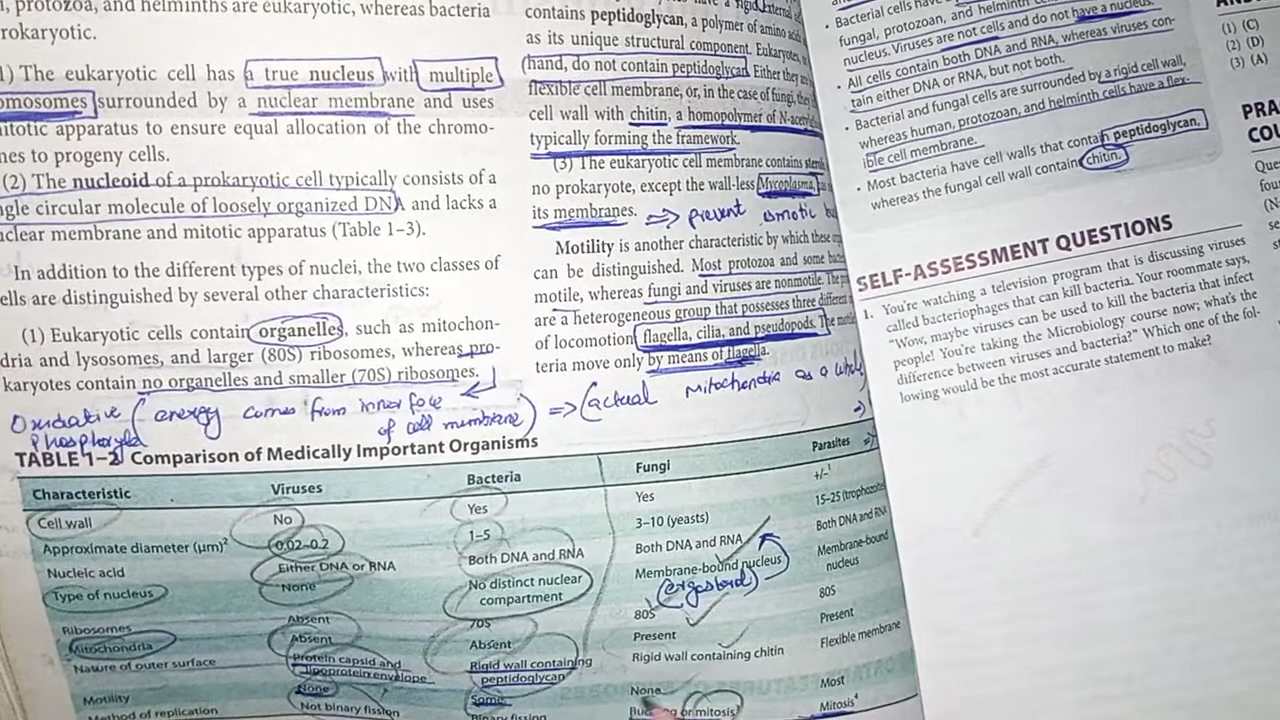 , protozoa, and helminths are eukaryotic, whereas bacteria
rokaryotic.
1) The eukaryotic cell has a true nucleus with multiple
omosomes surrounded by a nuclear membrane and uses
nitotic apparatus to ensure equal allocation of the chromo-
nes to progeny cells.
(2) The nucleoid of a prokaryotic cell typically consists of a
gle circular molecule of loosely organized DNA and lacks a
uclear membrane and mitotic apparatus (Table 1–3).
In addition to the different types of nuclei, the two classes of
ells are distinguished by several other characteristics:
(1) Eukaryotic cells contain organelles, such as mitochon-
dria and lysosomes, and larger (80S) ribosomes, whereas pro-
karyotes contain no organelles and smaller (70S) ribosomes.
Oxidative (energy comes from inner face
of cell membrane) => (actual mitochondria as a whole
contains peptidoglycan, a polymer of amino
as its unique structural component. Eukaryotes,
hand, do not contain peptidoglycan. Either they
flexible cell membrane, or, in the case of fungi, they
cell wall with chitin, a homopolymer of
typically forming the framework.
(3) The eukaryotic cell membrane contains
no prokaryote, except the wall-less Mycoplasma,
its membranes. => present osmotic
Motility is another characteristic by which these
can be distinguished. Most protozoa and some
motile, whereas fungi and viruses are nonmotile. The
are a heterogeneous group that possesses three different
of locomotion flagella, cilia, and pseudopods. The
teria move only by means of flagella.
TABLE 1–2 Comparison of Medically Important Organisms
Characteristic Viruses Bacteria Fungi Parasites
Cell wall No Yes Yes +/–1
Approximate diameter (μm)2 0.02–0.2 1–5 3–10 (yeasts) 15–25 (trophozoite
Nucleic acid Either DNA or RNA Both DNA and RNA Both DNA and RNA Both DNA and RNA
Type of nucleus None No distinct nuclear compartment Membrane-bound nucleus Membrane-bound nucleus
Ribosomes Absent 70S 80S 80S
Mitochondria Absent Absent Present Present
Nature of outer surface Protein capsid and lipoprotein envelope Rigid wall containing peptidoglycan Rigid wall containing chitin Flexible membrane
Motility None Some None Most
Method of replication Not binary fission Binary fission Budding or mitosis Mitosis4
• Bacterial cells have
fungal, protozoan, and helminth
nucleus. Viruses are not cells and do not have a nucleus.
• All cells contain both DNA and RNA, whereas viruses con-
tain either DNA or RNA, but not both.
• Bacterial and fungal cells are surrounded by a rigid cell wall,
whereas human, protozoan, and helminth cells have a flex-
ible cell membrane.
• Most bacteria have cell walls that contain peptidoglycan,
whereas the fungal cell wall contain chitin.
SELF-ASSESSMENT QUESTIONS
1. You're watching a television program that is discussing viruses
called bacteriophages that can kill bacteria. Your roommate says,
"Wow, maybe viruses can be used to kill the bacteria that infect
people! You're taking the Microbiology course now; what's the
difference between viruses and bacteria?" Which one of the fol-
lowing would be the most accurate statement to make?
(1) (C)
(2) (D)
(3) (A)
PRA
COU
Que
fou
(N
se